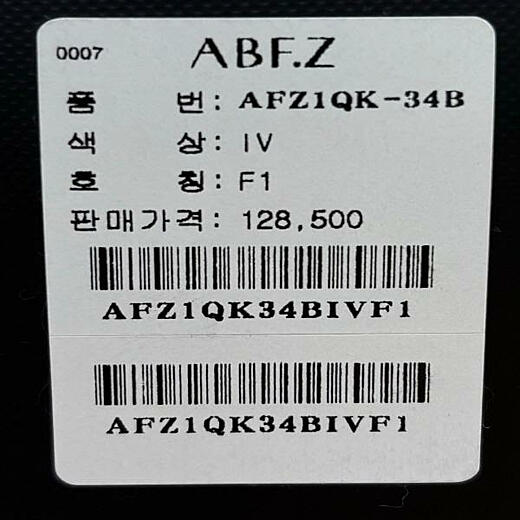 0007 ABF.Z
품 번: AFZ1QK-34B
색 상: IV
호 칭: F1
판매가격: 128,500
AFZ1QK34BIVF1
AFZ1QK34BIVF1